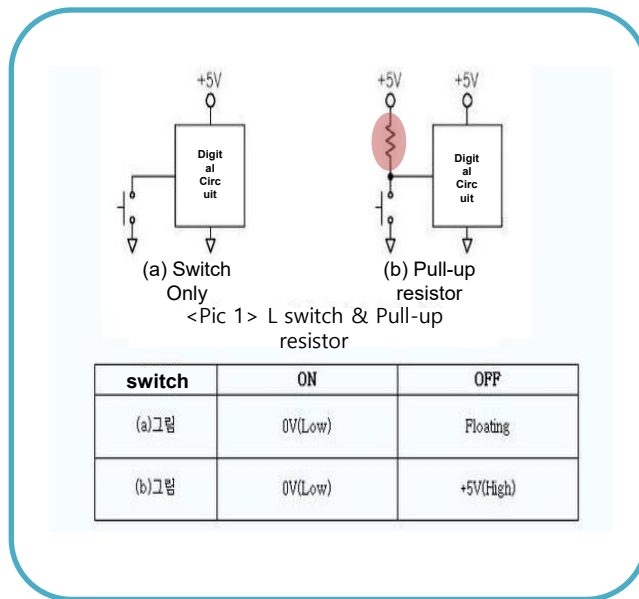 +5V
+5V
+5V
Digit
al
Circ
uit
Digit
al
Circ
uit
(a) Switch
Only
(b) Pull-up
resistor
<Pic 1> L switch & Pull-up
resistor
switch ON OFF
(a)그림 0V(Low) Floating
(b)그림 0V(Low) +5V(High)